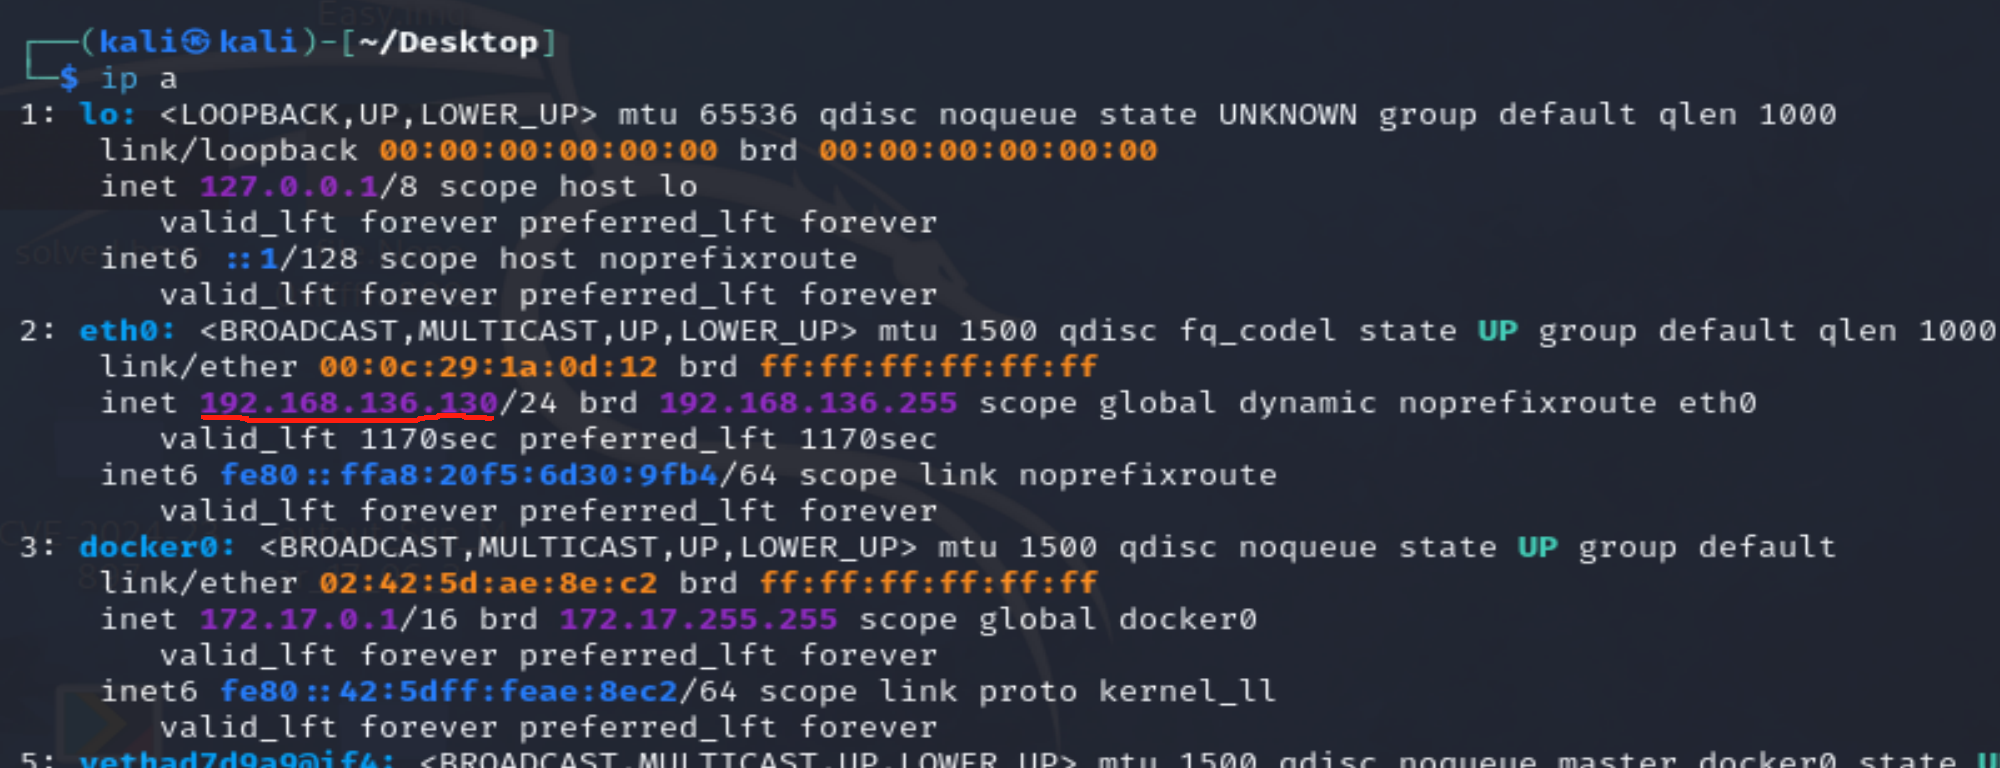 Easy.img
┌──(kali㉿kali)-[~/Desktop]
└─$ ip a
1: lo: <LOOPBACK,UP,LOWER_UP> mtu 65536 qdisc noqueue state UNKNOWN group default qlen 1000
link/loopback 00:00:00:00:00:00 brd 00:00:00:00:00:00
inet 127.0.0.1/8 scope host lo
valid_lft forever preferred_lft forever
inet6 ::1/128 scope host noprefixroute
valid_lft forever preferred_lft forever
2: eth0: <BROADCAST,MULTICAST,UP,LOWER_UP> mtu 1500 qdisc fq_codel state UP group default qlen 1000
link/ether 00:0c:29:1a:0d:12 brd ff:ff:ff:ff:ff:ff
inet 192.168.136.130/24 brd 192.168.136.255 scope global dynamic noprefixroute eth0
valid_lft 1170sec preferred_lft 1170sec
inet6 fe80::ffa8:20f5:6d30:9fb4/64 scope link noprefixroute
valid_lft forever preferred_lft forever
3: docker0: <BROADCAST,MULTICAST,UP,LOWER_UP> mtu 1500 qdisc noqueue state UP group default
link/ether 02:42:5d:ae:8e:c2 brd ff:ff:ff:ff:ff:ff
inet 172.17.0.1/16 brd 172.17.255.255 scope global docker0
valid_lft forever preferred_lft forever
inet6 fe80::42:5dff:feae:8ec2/64 scope link proto kernel_ll
valid_lft forever preferred_lft forever
5: vethad7d9a9@if4: <BROADCAST,MULTICAST,UP,LOWER_UP> mtu 1500 qdisc noqueue master docker0 state